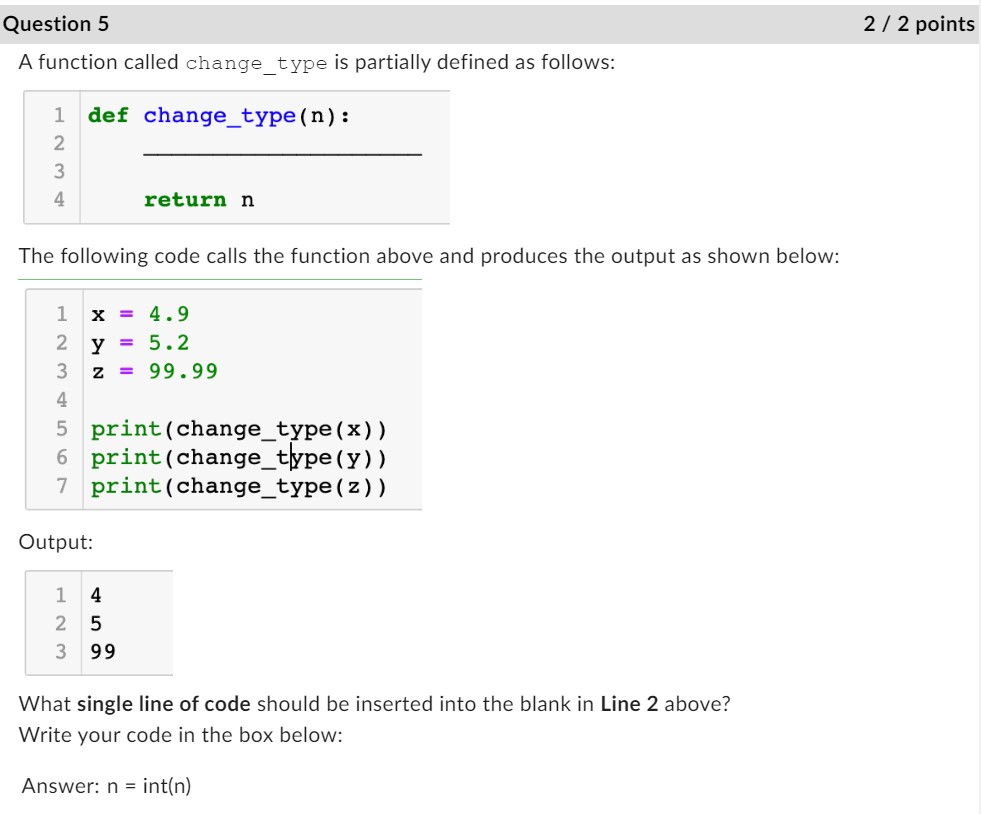 Question 5 2 / 2 points
A function called change_type is partially defined as follows:
1 def change_type(n):
2 ____________________
3
4 return n
The following code calls the function above and produces the output as shown below:
1 x = 4.9
2 y = 5.2
3 z = 99.99
4
5 print(change_type(x))
6 print(change_type(y))
7 print(change_type(z))
Output:
1 4
2 5
3 99
What single line of code should be inserted into the blank in Line 2 above?
Write your code in the box below:
Answer: n = int(n)